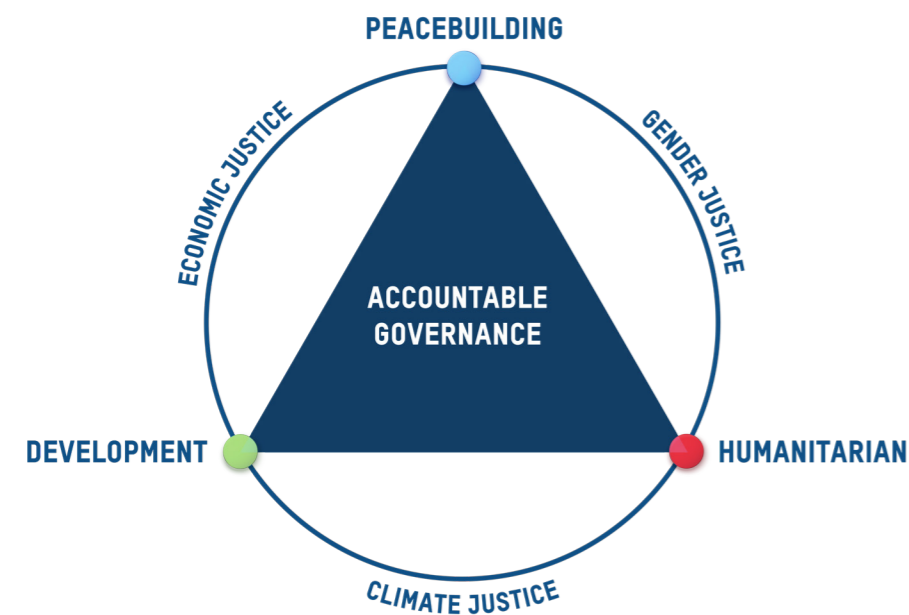 PEACEBUILDING
ECONOMIC JUSTICE
GENDER JUSTICE
ACCOUNTABLE
GOVERNANCE
DEVELOPMENT
HUMANITARIAN
CLIMATE JUSTICE